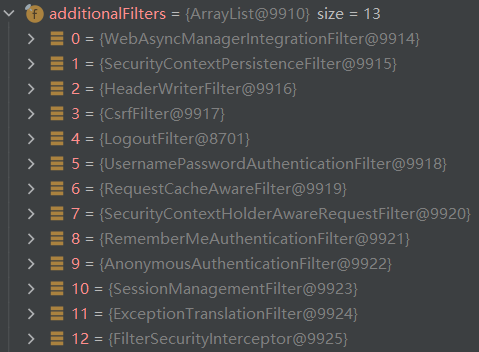 f additionalFilters = {ArrayList@9910} size = 13
0 = {WebAsyncManagerIntegrationFilter@9914}
1 = {SecurityContextPersistenceFilter@9915}
2 = {HeaderWriterFilter@9916}
3 = {CsrfFilter@9917}
4 = {LogoutFilter@8701}
5 = {UsernamePasswordAuthenticationFilter@9918}
6 = {RequestCacheAwareFilter@9919}
7 = {SecurityContextHolderAwareRequestFilter@9920}
8 = {RememberMeAuthenticationFilter@9921}
9 = {AnonymousAuthenticationFilter@9922}
10 = {SessionManagementFilter@9923}
11 = {ExceptionTranslationFilter@9924}
12 = {FilterSecurityInterceptor@9925}